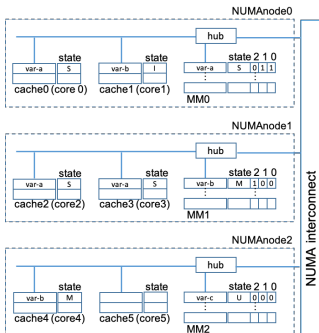 NUMAnode0
hub
state
state
state 2 1 0
var-a S
var-b I
var-a S 0 1 1
cache0 (core 0)
cache1 (core1)
MM0
NUMAnode1
hub
state
state
state 2 1 0
var-a S
var-a S
var-b M 1 0 0
cache2 (core2)
cache3 (core3)
MM1
NUMAnode2
hub
state
state
state 2 1 0
var-b M
var-c U 0 0 0
cache4 (core4)
cache5 (core5)
MM2
NUMA interconnect